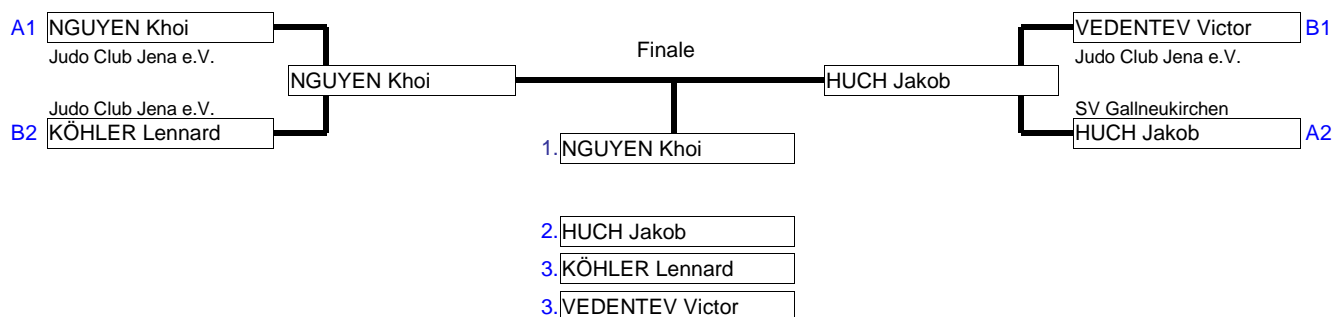 A1 NGUYEN Khoi
Judo Club Jena e.V.
Judo Club Jena e.V.
B2 KÖHLER Lennard
NGUYEN Khoi
Finale
HUCH Jakob
VEDENTEV Victor B1
Judo Club Jena e.V.
SV Gallneukirchen
HUCH Jakob A2
1. NGUYEN Khoi
2. HUCH Jakob
3. KÖHLER Lennard
3. VEDENTEV Victor